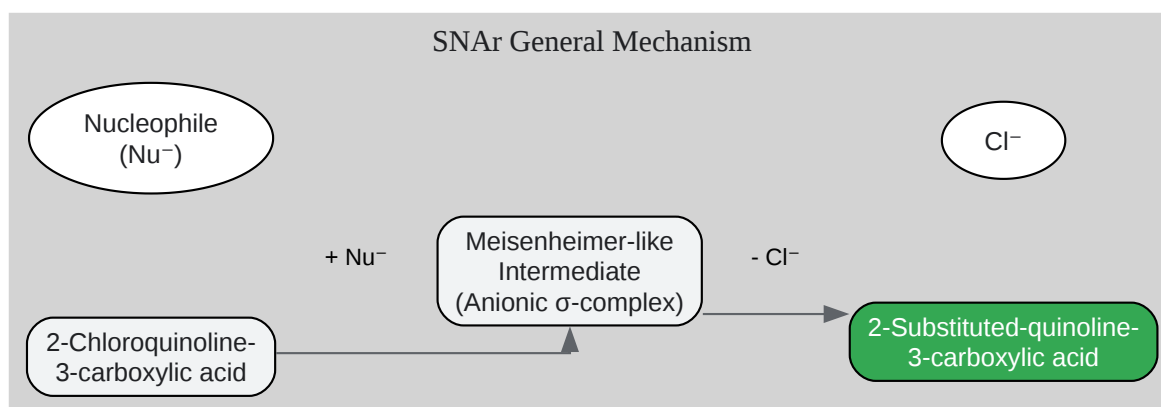 SNAr General Mechanism
Nucleophile
(Nu⁻)
Cl⁻
+ Nu⁻
Meisenheimer-like
Intermediate
(Anionic σ-complex)
- Cl⁻
2-Chloroquinoline-
3-carboxylic acid
2-Substituted-quinoline-
3-carboxylic acid